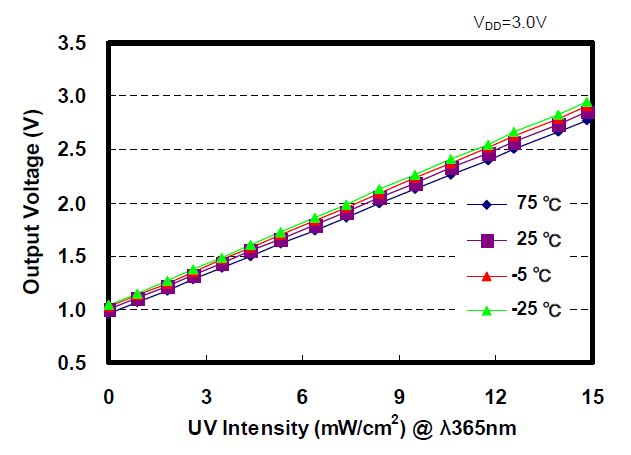 VDD=3.0V
3.5
3.0
2.5
2.0
1.5
1.0
0.5
Output Voltage (V)
75 ℃
25 ℃
-5 ℃
-25 ℃
0 3 6 9 12 15
UV Intensity (mW/cm²) @ λ365nm